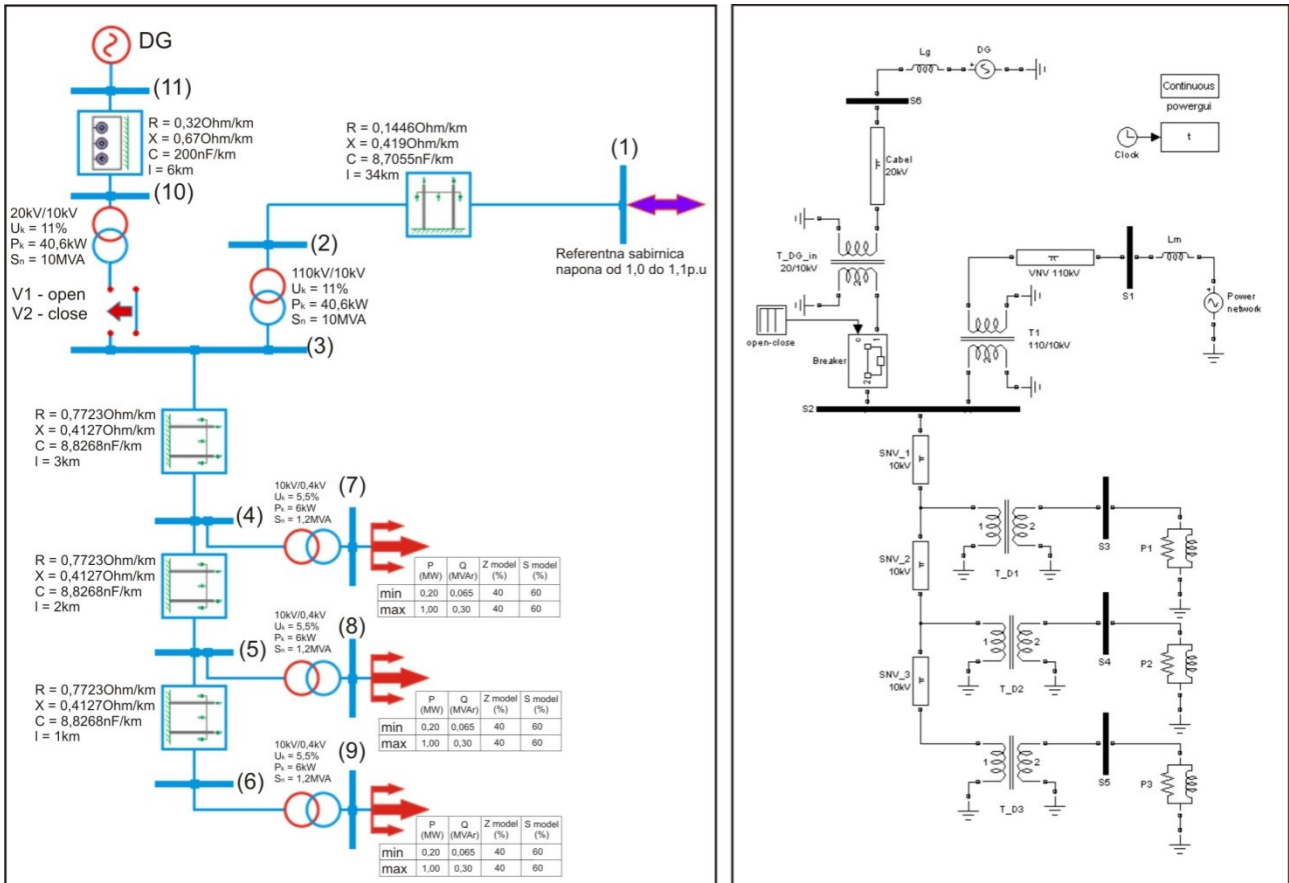 DG
(11)
R = 0,32Ohm/km
X = 0,67Ohm/km
C = 200nF/km
l = 6km
(10)
20kV/10kV
Uk = 11%
Pk = 40,6kW
Sn = 10MVA
V1 - open
V2 - close
R = 0,1446Ohm/km
X = 0,419Ohm/km
C = 8,7055nF/km
l = 34km
(1)
Referentna sabirnica
napona od 1,0 do 1,1p.u
(2)
110kV/10kV
Uk = 11%
Pk = 40,6kW
Sn = 10MVA
(3)
R = 0,7723Ohm/km
X = 0,4127Ohm/km
C = 8,8268nF/km
l = 3km
(4)
10kV/0,4kV
Uk = 5,5%
Pk = 6kW
Sn = 1,2MVA
(7)
P (MW) Q (MVAr) Z model (%) S model (%)
min 0,20 0,065 40 60
max 1,00 0,30 40 60
R = 0,7723Ohm/km
X = 0,4127Ohm/km
C = 8,8268nF/km
l = 2km
(5)
10kV/0,4kV
Uk = 5,5%
Pk = 6kW
Sn = 1,2MVA
(8)
P (MW) Q (MVAr) Z model (%) S model (%)
min 0,20 0,065 40 60
max 1,00 0,30 40 60
R = 0,7723Ohm/km
X = 0,4127Ohm/km
C = 8,8268nF/km
l = 1km
(6)
10kV/0,4kV
Uk = 5,5%
Pk = 6kW
Sn = 1,2MVA
(9)
P (MW) Q (MVAr) Z model (%) S model (%)
min 0,20 0,065 40 60
max 1,00 0,30 40 60
Lg
DG
S6
Continuous
powergui
t
Clock
Cabel
20kV
T_DG_in
20/10kV
2
open-close
Breaker
c
1
2
VNV 110kV
S1
Lm
Power
network
T1
110/10kV
2
S2
SNV_1
10kV
1
2
T_D1
S3
P1
SNV_2
10kV
1
2
T_D2
S4
P2
SNV_3
10kV
1
2
T_D3
S5
P3